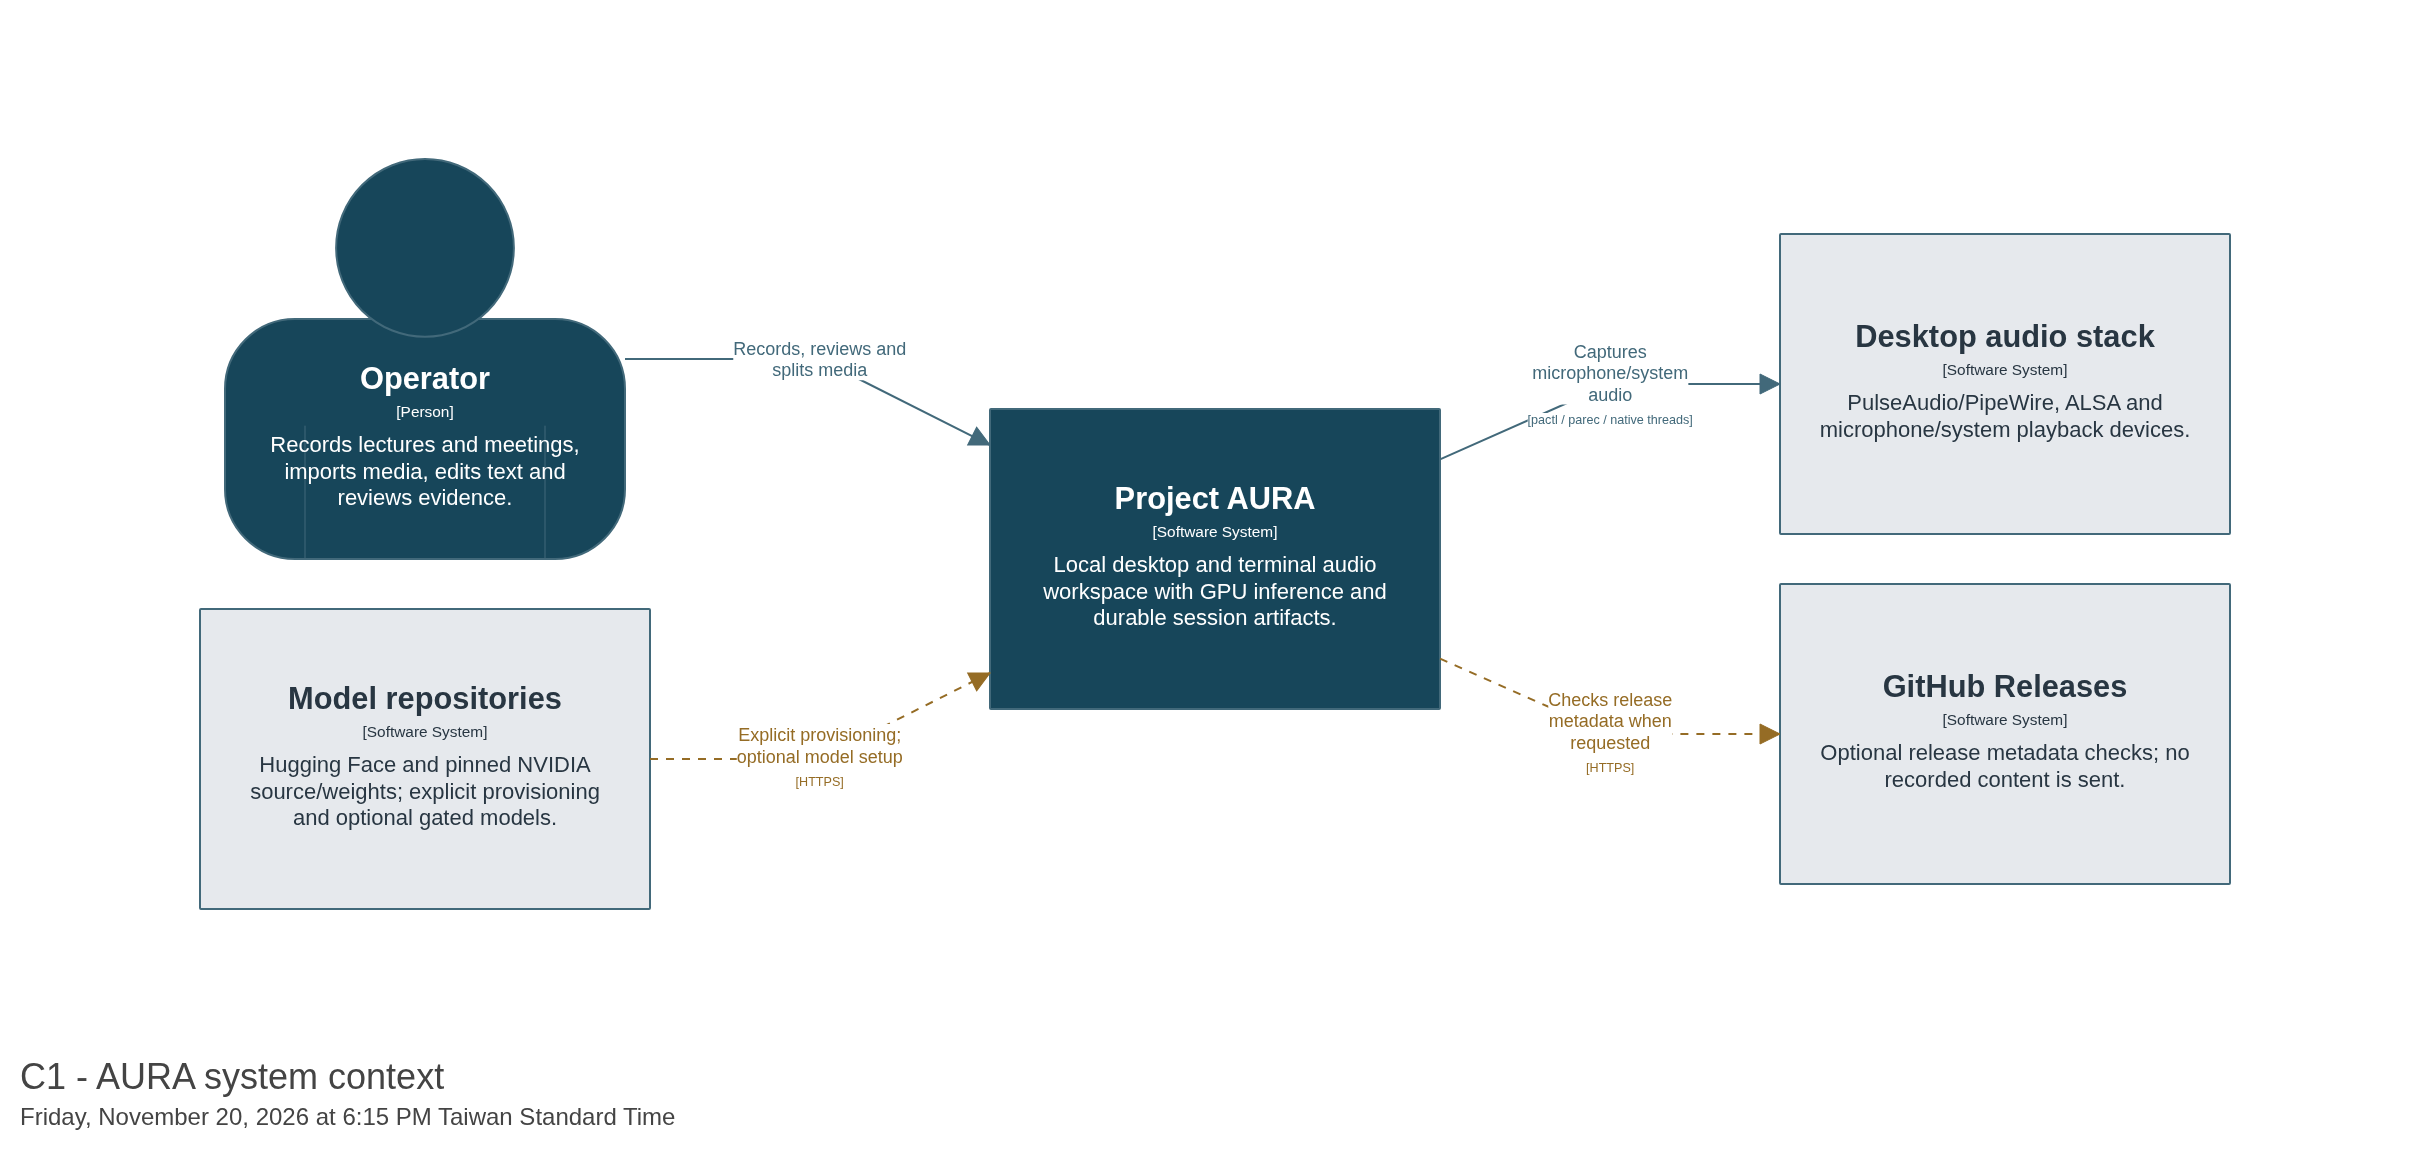 Operator
[Person]
Records lectures and meetings,
imports media, edits text and
reviews evidence.
Records, reviews and
splits media
Project AURA
[Software System]
Local desktop and terminal audio
workspace with GPU inference and
durable session artifacts.
Captures
microphone/system
audio
[pactl / parec / native threads]
Desktop audio stack
[Software System]
PulseAudio/PipeWire, ALSA and
microphone/system playback devices.
Model repositories
[Software System]
Hugging Face and pinned NVIDIA
source/weights; explicit provisioning
and optional gated models.
Explicit provisioning;
optional model setup
[HTTPS]
Checks release
metadata when
requested
[HTTPS]
GitHub Releases
[Software System]
Optional release metadata checks; no
recorded content is sent.
C1 - AURA system context
Friday, November 20, 2026 at 6:15 PM Taiwan Standard Time